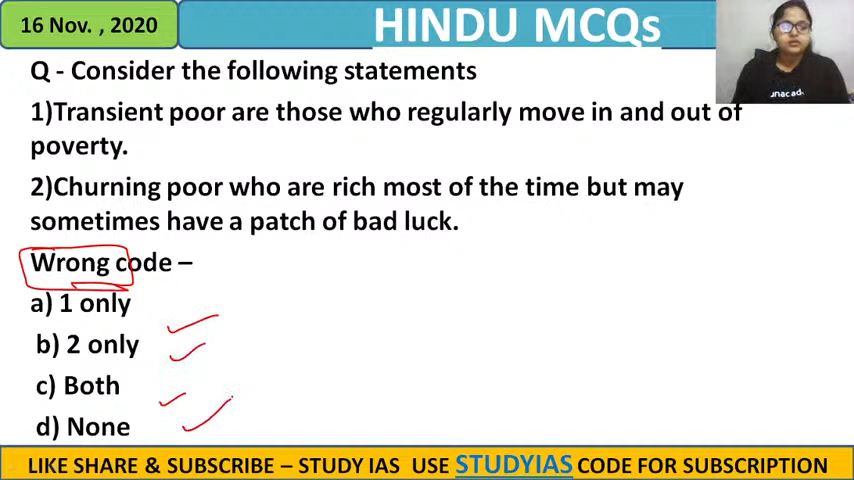 16 Nov. , 2020
HINDU MCQs
Q - Consider the following statements
1)Transient poor are those who regularly move in and out of
poverty.
2)Churning poor who are rich most of the time but may
sometimes have a patch of bad luck.
Wrong code –
a) 1 only
b) 2 only
c) Both
d) None
LIKE SHARE & SUBSCRIBE – STUDY IAS USE STUDYIAS CODE FOR SUBSCRIPTION